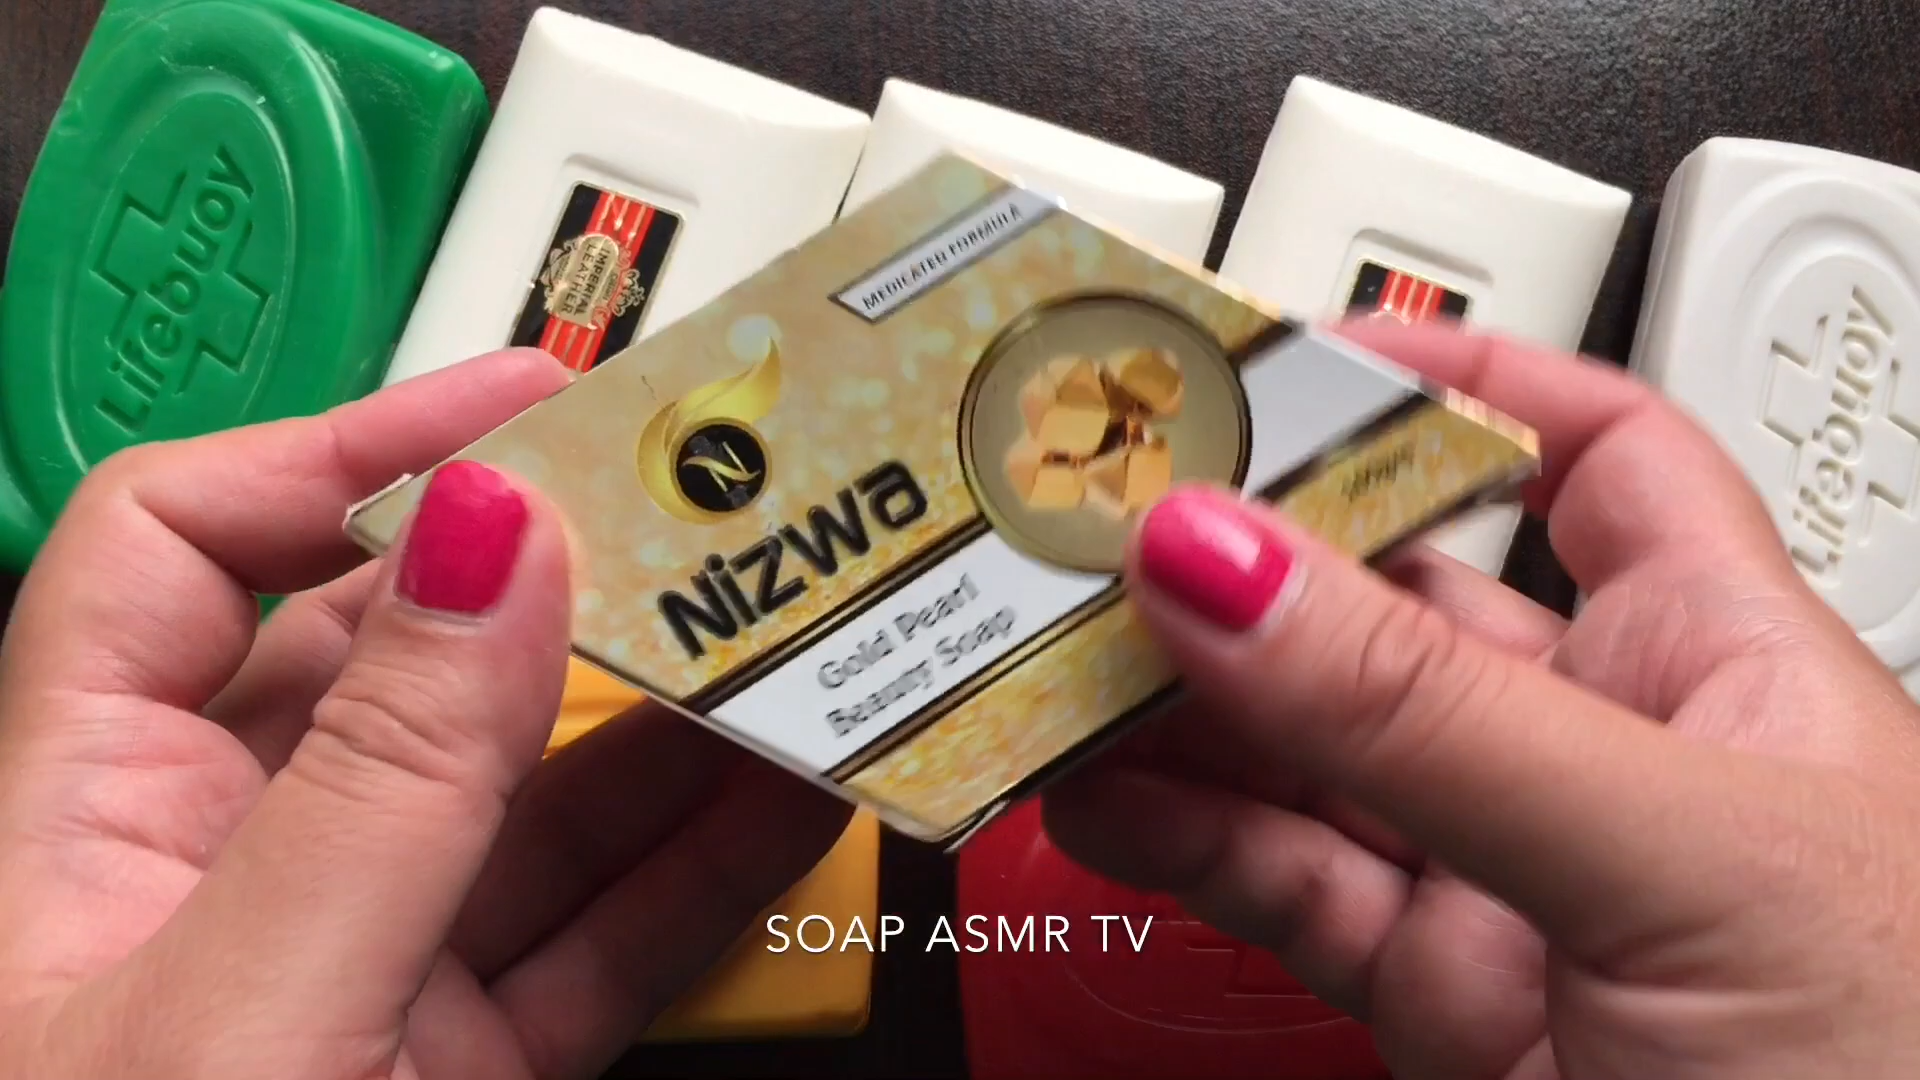 Lifebuoy
IMPERIAL
LEATHER
MEDICATED FORMULA
N
Nizwa
Gold Pearl
Beauty Soap
Lifebuoy
SOAP ASMR TV